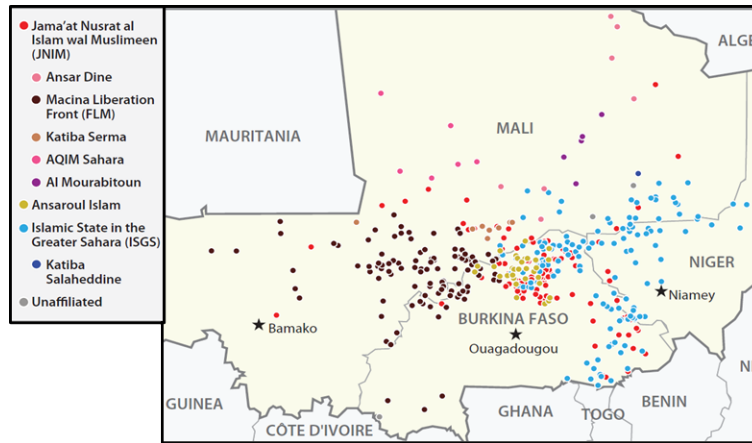 Jama'at Nusrat al
Islam wal Muslimeen
(JNIM)
Ansar Dine
Macina Liberation
Front (FLM)
Katiba Serma
AQIM Sahara
Al Mourabitoun
Ansaroul Islam
Islamic State in the
Greater Sahara (ISGS)
Katiba
Salaheddine
Unaffiliated
ALGE
MAURITANIA
MALI
NIGER
Niamey
BURKINA FASO
Bamako
Ouagadougou
NI
BENIN
GUINEA
GHANA
TOGO
CÔTE D'IVOIRE